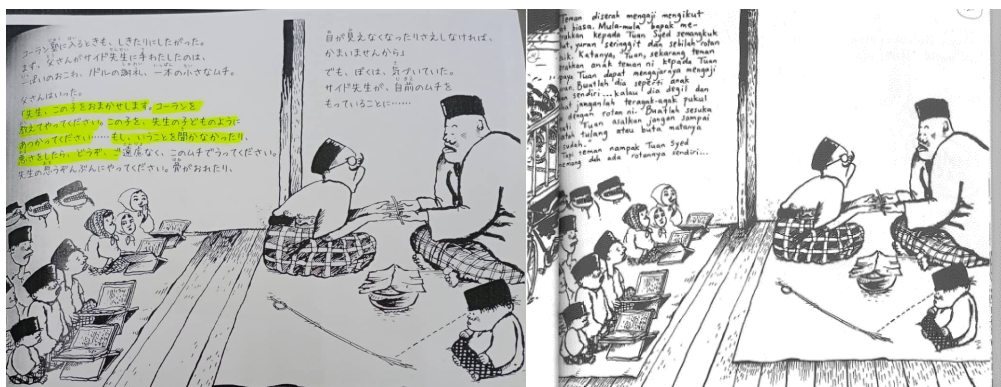 コーラン塾に入るときも、しきたりにしたがった。
まず、父さんがサイド先生に手わたしたのは、
いっぱいのおこわ、1ドルの謝礼、一本の小さなムチ。
父さんはいった。
「先生、この子をおまかせします。コーランを
教えてやってください。この子を、先生の子どものように
あつかってください……もし、いうことを聞かなかったり、
悪さをしたら、どうぞ、ご遠慮なく、このムチでうってください。
先生の思うぞんぶんにやってください。骨がおれたり、
目が見えなくなったりさえしなければ、
かまいませんから」
でも、ぼくは、気づいていた。
サイド先生が、自前のムチを
もっていることに……
Teman diserah mengaji mengikut
biasa. Mula-mula bapak me-
rahkan kepada Tuan Syed semangkuk
ut, yuran seringgit dan sebilah rotan
sik. Katanya, "Tuan, sekarang teman
erahkan anak teman ni kepada Tuan
paya Tuan dapat mengajarnya mengaji
an. Buatlah dia seperti anak
sendiri... kalau dia degil dan
janganlah teragak-agak pukul
dengan rotan ni. Buatlah sesuka
Tuan asalkan jangan sampai
tulang atau buta matanya
sudah."
Tapi teman nampak Tuan Syed
emang dah ada rotannya sendiri...